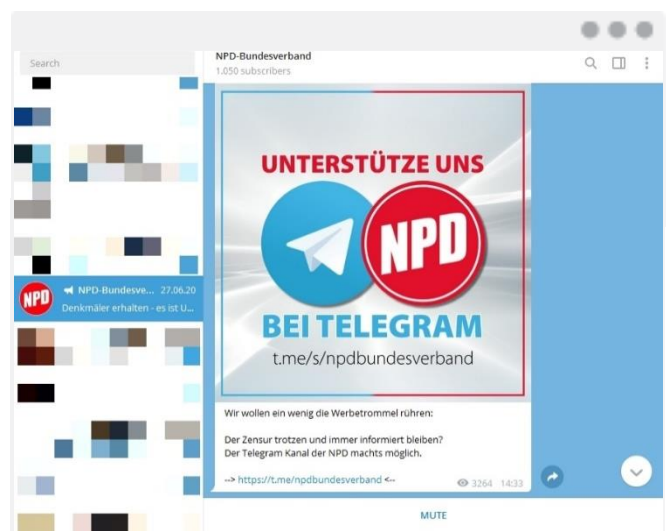 Search
NPD-Bundesverband
1.050 subscribers
NPD
NPD-Bundesve... 27.06.20
Denkmäler erhalten - es ist U...
UNTERSTÜTZE UNS
NPD
BEI TELEGRAM
t.me/s/npdbundesverband
Wir wollen ein wenig die Werbetrommel rühren:
Der Zensur trotzen und immer informiert bleiben?
Der Telegram Kanal der NPD machts möglich.
--> https://t.me/npdbundesverband <--
3264 14:33
MUTE